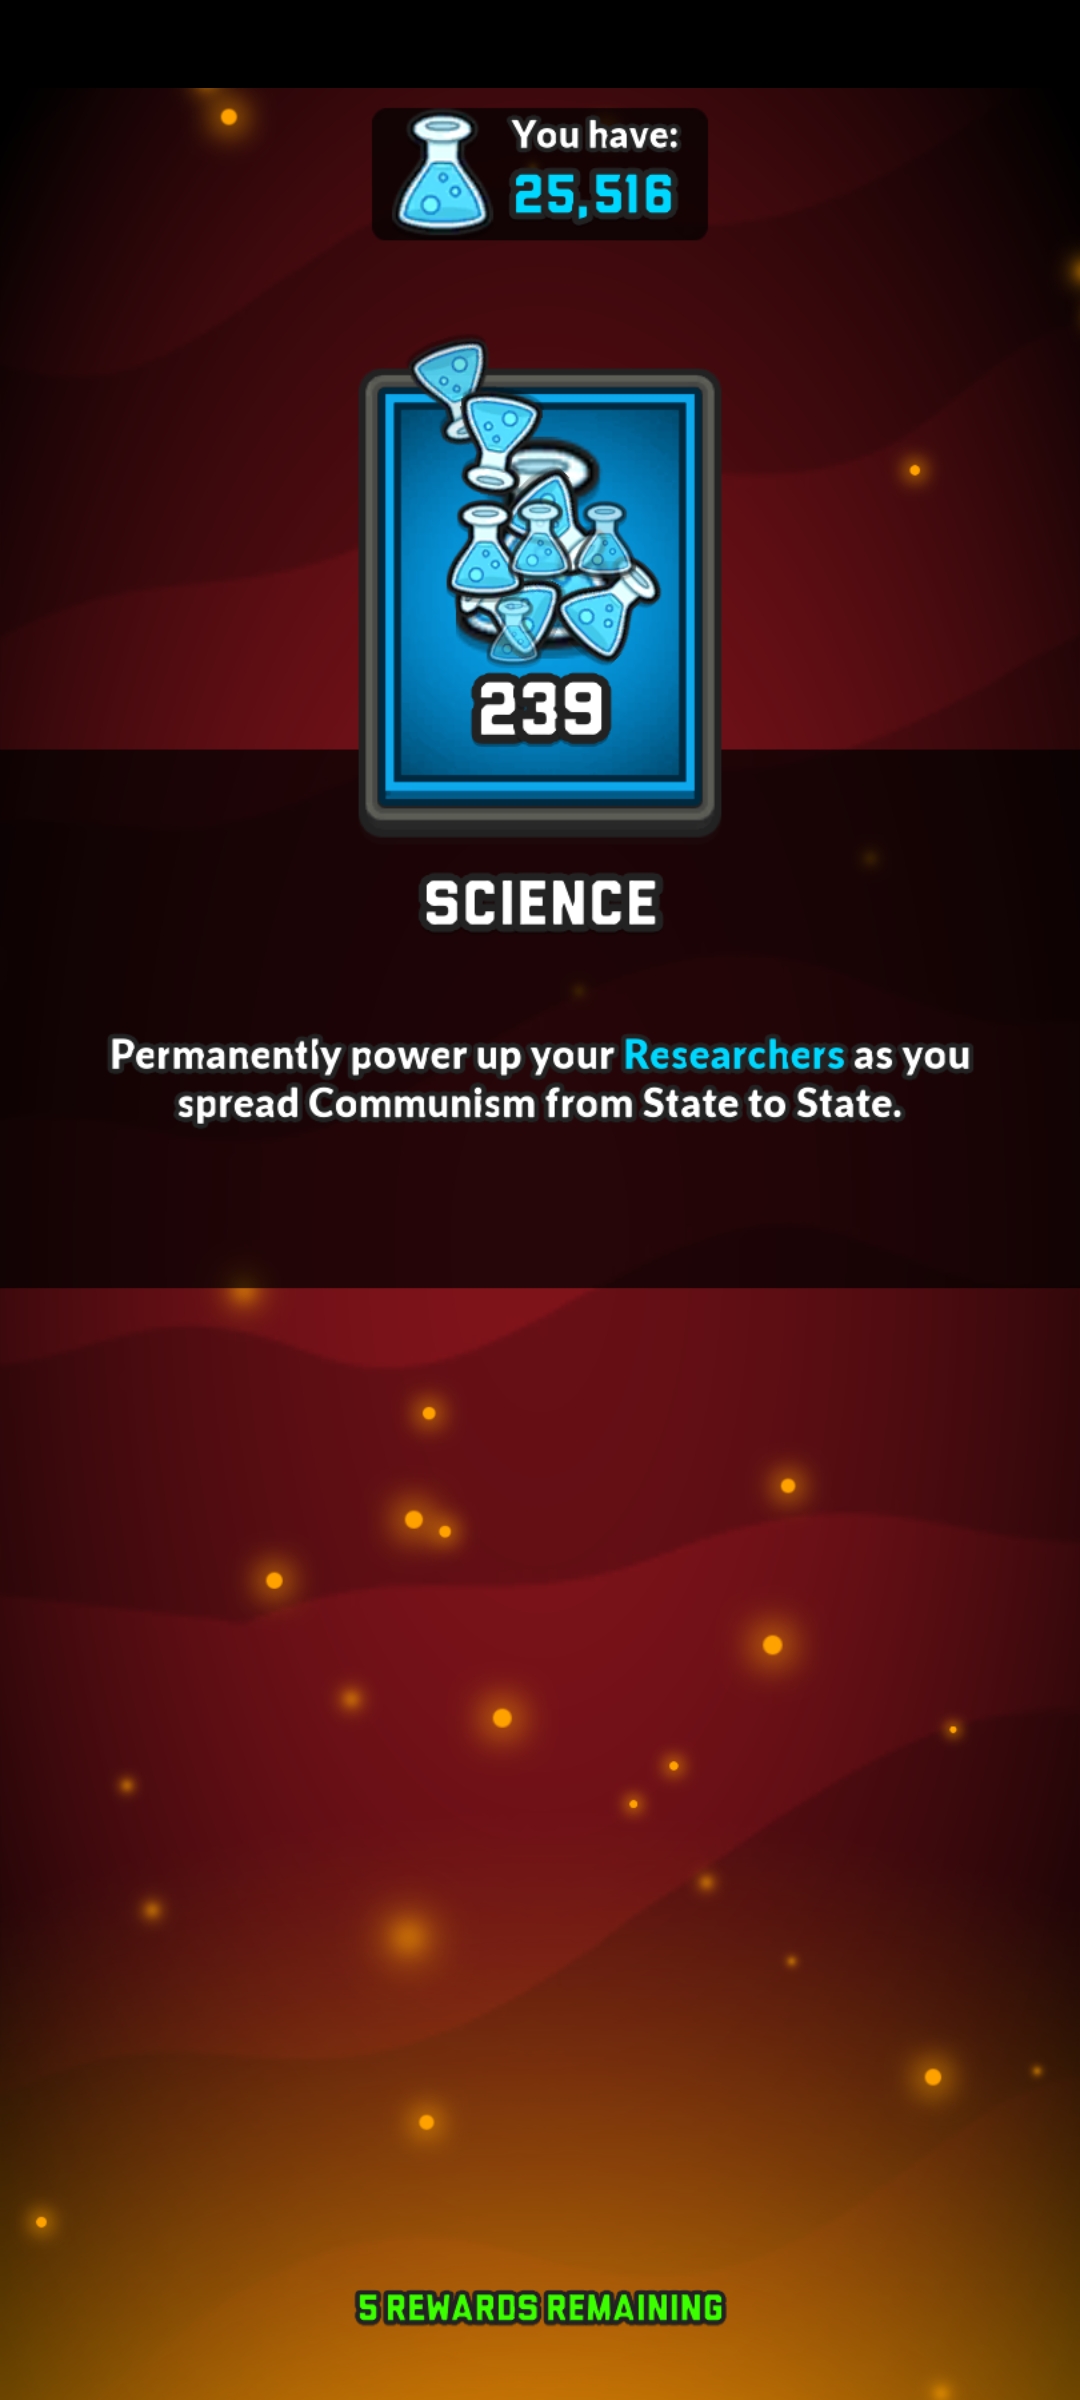 You have:
25,516
239
SCIENCE
Permanently power up your Researchers as you
spread Communism from State to State.
5 REWARDS REMAINING